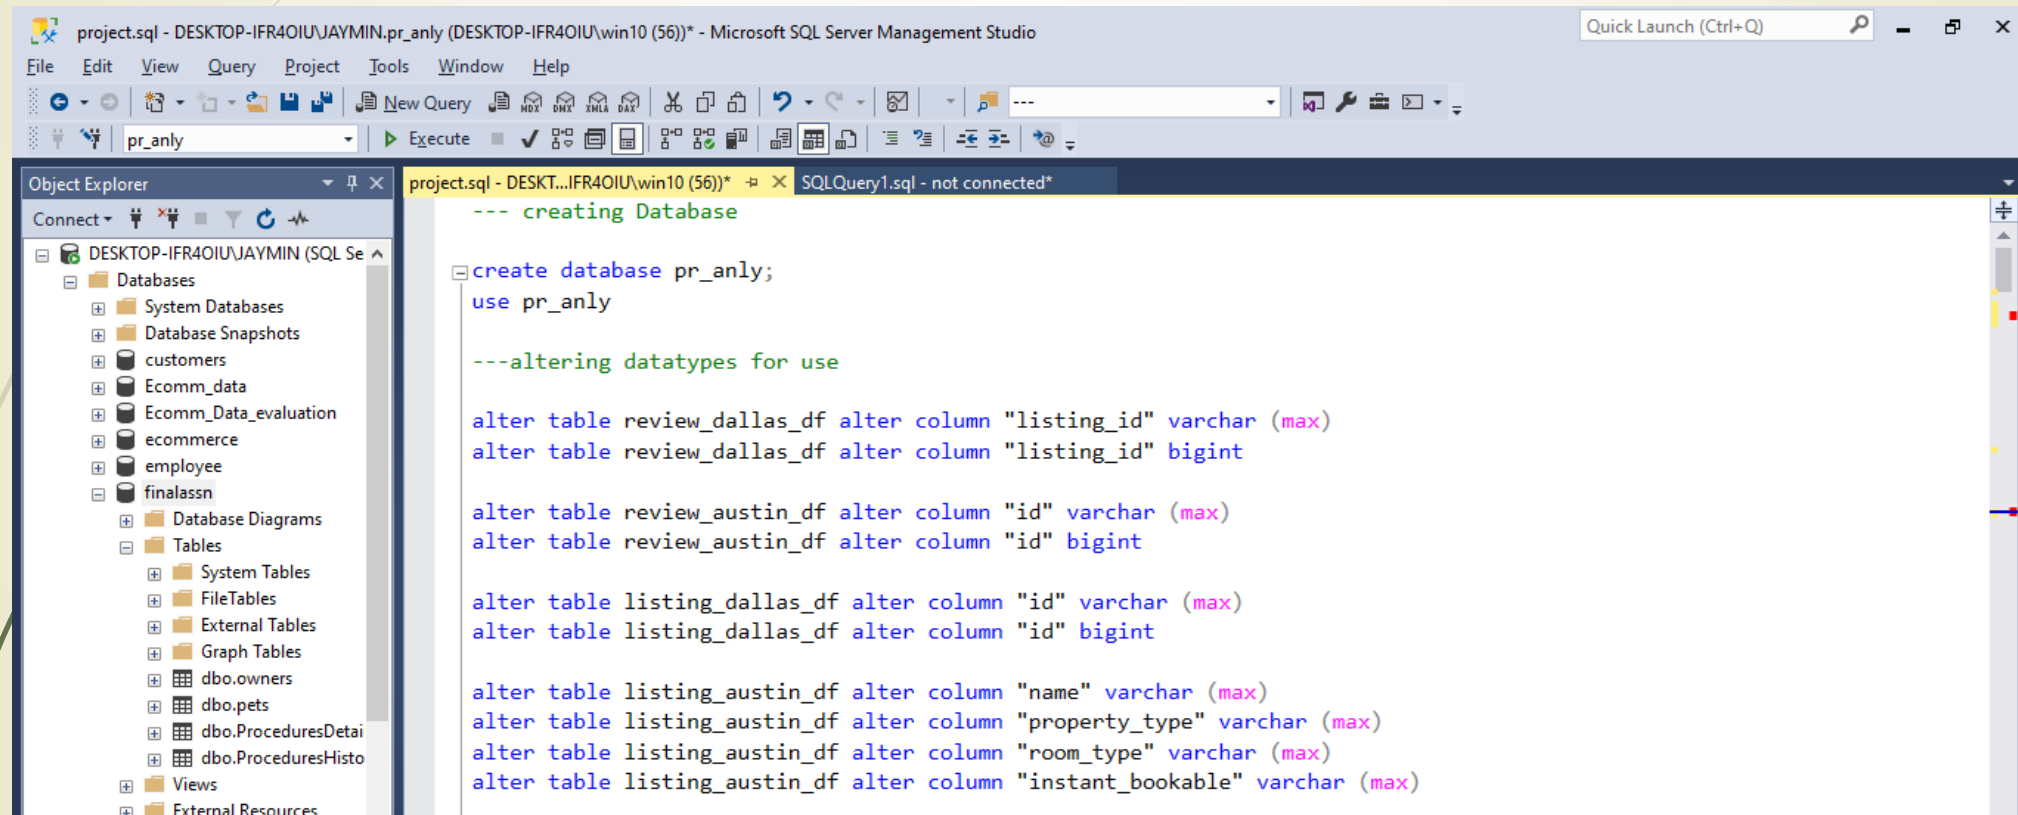 project.sql - DESKTOP-IFR4OIU\JAYMIN.pr_anly (DESKTOP-IFR4OIU\win10 (56))* - Microsoft SQL Server Management Studio
Quick Launch (Ctrl+Q)
File Edit View Query Project Tools Window Help
New Query MDX DMX XMLA DAX ---
pr_anly Execute
Object Explorer
project.sql - DESKT...IFR4OIU\win10 (56))* SQLQuery1.sql - not connected*
Connect
DESKTOP-IFR4OIU\JAYMIN (SQL Se
Databases
System Databases
Database Snapshots
customers
Ecomm_data
Ecomm_Data_evaluation
ecommerce
employee
finalassn
Database Diagrams
Tables
System Tables
FileTables
External Tables
Graph Tables
dbo.owners
dbo.pets
dbo.ProceduresDetai
dbo.ProceduresHisto
Views
External Resources
--- creating Database
create database pr_anly;
use pr_anly
---altering datatypes for use
alter table review_dallas_df alter column "listing_id" varchar (max)
alter table review_dallas_df alter column "listing_id" bigint
alter table review_austin_df alter column "id" varchar (max)
alter table review_austin_df alter column "id" bigint
alter table listing_dallas_df alter column "id" varchar (max)
alter table listing_dallas_df alter column "id" bigint
alter table listing_austin_df alter column "name" varchar (max)
alter table listing_austin_df alter column "property_type" varchar (max)
alter table listing_austin_df alter column "room_type" varchar (max)
alter table listing_austin_df alter column "instant_bookable" varchar (max)